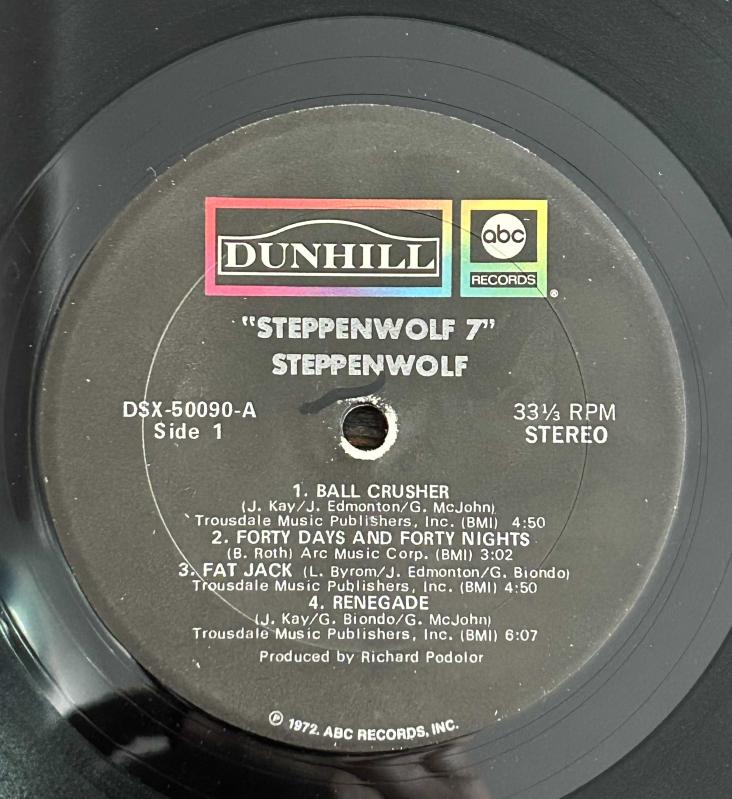 DUNHILL
abc
RECORDS
®
"STEPPENWOLF 7"
STEPPENWOLF
DSX-50090-A
33⅓ RPM
Side 1
STEREO
1. BALL CRUSHER
(J. Kay/J. Edmonton/G. McJohn)
Trousdale Music Publishers, Inc. (BMI) 4:50
2. FORTY DAYS AND FORTY NIGHTS
(B. Roth) Arc Music Corp. (BMI) 3:02
3. FAT JACK (L. Byrom/J. Edmonton/G. Biondo)
Trousdale Music Publishers, Inc. (BMI) 4:50
4. RENEGADE
(J. Kay/G. Biondo/G. McJohn)
Trousdale Music Publishers, Inc. (BMI) 6:07
Produced by Richard Podolor
℗ 1972. ABC RECORDS, INC.